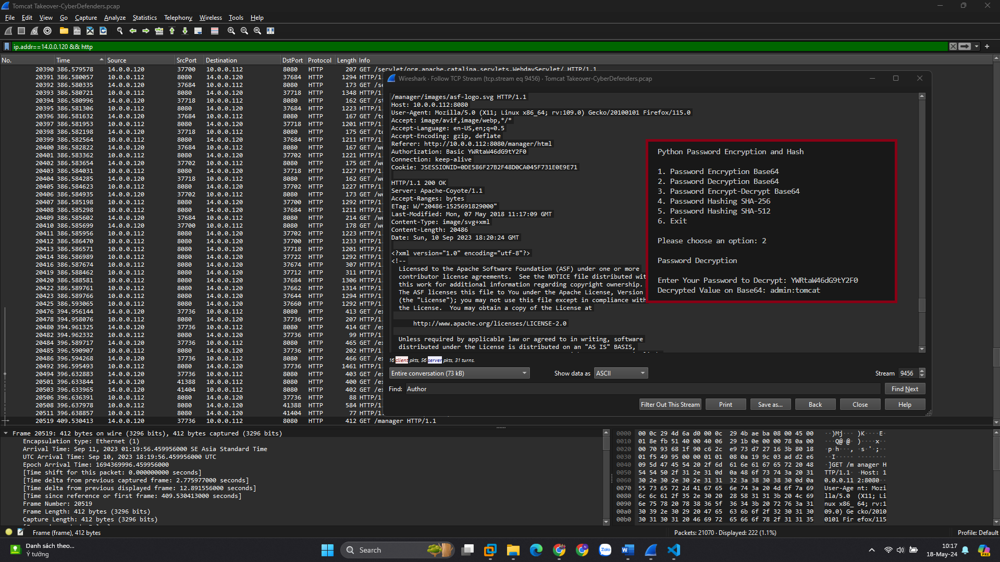 Tomcat Takeover-CyberDefenders.pcap
File Edit View Go Capture Analyze Statistics Telephony Wireless Tools Help
ip.addr==14.0.0.120 && http
No. Time Source SrcPort Destination DstPort Protocol Length Info
20390 386.579578 14.0.0.120 37700 10.0.0.112 8080 HTTP 207 GET /servlet/org.apache.catalina.servlets.WebdavServlet/ HTTP/1.1
20391 386.580057 10.0.0.112 8080 14.0.0.120 37684 HTTP 1294 HTTP/1.
20392 386.580335 14.0.0.120 37684 10.0.0.112 8080 HTTP 173 GET /se
20393 386.580721 10.0.0.112 8080 14.0.0.120 37718 HTTP 1348 HTTP/1.
20394 386.580996 14.0.0.120 37718 10.0.0.112 8080 HTTP 162 GET /st
20395 386.581306 10.0.0.112 8080 14.0.0.120 37684 HTTP 1223 HTTP/1.
20396 386.581632 14.0.0.120 37684 10.0.0.112 8080 HTTP 167 GET /to
20397 386.581953 10.0.0.112 8080 14.0.0.120 37718 HTTP 1201 HTTP/1.
20398 386.582198 14.0.0.120 37718 10.0.0.112 8080 HTTP 175 GET /to
20399 386.582564 10.0.0.112 8080 14.0.0.120 37684 HTTP 1211 HTTP/1.
20400 386.582822 14.0.0.120 37684 10.0.0.112 8080 HTTP 167 GET /we
20401 386.583362 10.0.0.112 8080 14.0.0.120 37702 HTTP 1221 HTTP/1.
20402 386.583654 14.0.0.120 37702 10.0.0.112 8080 HTTP 175 GET /we
20403 386.584031 10.0.0.112 8080 14.0.0.120 37718 HTTP 1227 HTTP/1.
20404 386.584285 14.0.0.120 37718 10.0.0.112 8080 HTTP 162 GET /we
20405 386.584623 10.0.0.112 8080 14.0.0.120 37702 HTTP 1227 HTTP/1.
20406 386.584935 14.0.0.120 37702 10.0.0.112 8080 HTTP 173 GET /we
20407 386.585198 10.0.0.112 8080 14.0.0.120 37700 HTTP 1292 HTTP/1.
20408 386.585298 10.0.0.112 8080 14.0.0.120 37684 HTTP 1211 HTTP/1.
20409 386.585602 14.0.0.120 37684 10.0.0.112 8080 HTTP 214 GET /we
20410 386.585699 14.0.0.120 37700 10.0.0.112 8080 HTTP 178 GET /we
20411 386.585956 10.0.0.112 8080 14.0.0.120 37702 HTTP 1223 HTTP/1.
20412 386.586470 10.0.0.112 8080 14.0.0.120 37700 HTTP 1233 HTTP/1.
20413 386.586571 10.0.0.112 8080 14.0.0.120 37718 HTTP 1201 HTTP/1.
20414 386.586989 10.0.0.112 8080 14.0.0.120 37722 HTTP 1292 HTTP/1.
20416 386.587674 10.0.0.112 8080 14.0.0.120 37674 HTTP 307 HTTP/1.
20419 386.588462 10.0.0.112 8080 14.0.0.120 37712 HTTP 311 HTTP/1.
20420 386.588581 10.0.0.112 8080 14.0.0.120 37684 HTTP 1306 HTTP/1.
20422 386.589761 10.0.0.112 8080 14.0.0.120 37662 HTTP 1314 HTTP/1.
20423 386.589766 10.0.0.112 8080 14.0.0.120 37644 HTTP 1294 HTTP/1.
20425 386.593065 10.0.0.112 8080 14.0.0.120 37660 HTTP 1292 HTTP/1.
20476 394.956144 14.0.0.120 37736 10.0.0.112 8080 HTTP 413 GET /ex
20478 394.958076 10.0.0.112 8080 14.0.0.120 37736 HTTP 207 HTTP/1.
20480 394.961325 14.0.0.120 37736 10.0.0.112 8080 HTTP 414 GET /ex
20482 394.962332 10.0.0.112 8080 14.0.0.120 37736 HTTP 99 HTTP/1.
20484 396.589717 14.0.0.120 37736 10.0.0.112 8080 HTTP 465 GET /ex
20485 396.590907 10.0.0.112 8080 14.0.0.120 37736 HTTP 202 HTTP/1.
20486 396.594268 14.0.0.120 37736 10.0.0.112 8080 HTTP 466 GET /ex
20492 396.595493 10.0.0.112 8080 14.0.0.120 37736 HTTP 1461 HTTP/1.
20494 396.632883 14.0.0.120 37736 10.0.0.112 8080 HTTP 403 GET /ex
20501 396.633844 14.0.0.120 41388 10.0.0.112 8080 HTTP 400 GET /ex
20503 396.633965 14.0.0.120 41404 10.0.0.112 8080 HTTP 402 GET /ex
20506 396.636391 10.0.0.112 8080 14.0.0.120 37736 HTTP 88 HTTP/1.
20508 396.637978 10.0.0.112 8080 14.0.0.120 41388 HTTP 584 HTTP/1.
20511 396.638857 10.0.0.112 8080 14.0.0.120 41404 HTTP 77 HTTP/1.
20519 409.530413 14.0.0.120 37736 10.0.0.112 8080 HTTP 412 GET /manager HTTP/1.1
Wireshark · Follow TCP Stream (tcp.stream eq 9456) · Tomcat Takeover-CyberDefenders.pcap
/manager/images/asf-logo.svg HTTP/1.1
Host: 10.0.0.112:8080
User-Agent: Mozilla/5.0 (X11; Linux x86_64; rv:109.0) Gecko/20100101 Firefox/115.0
Accept: image/avif,image/webp,*/*
Accept-Language: en-US,en;q=0.5
Accept-Encoding: gzip, deflate
Referer: http://10.0.0.112:8080/manager/html
Authorization: Basic YWRtaW46dG9tY2F0
Connection: keep-alive
Cookie: JSESSIONID=0DE586F27B2F48D0CA045F731E0E9E71
HTTP/1.1 200 OK
Server: Apache-Coyote/1.1
Accept-Ranges: bytes
ETag: W/"20486-1525691829000"
Last-Modified: Mon, 07 May 2018 11:17:09 GMT
Content-Type: image/svg+xml
Content-Length: 20486
Date: Sun, 10 Sep 2023 18:20:24 GMT
<?xml version="1.0" encoding="utf-8"?>
<!--
Licensed to the Apache Software Foundation (ASF) under one or more
contributor license agreements.  See the NOTICE file distributed wit
this work for additional information regarding copyright ownership.
The ASF licenses this file to You under the Apache License, Version
(the "License"); you may not use this file except in compliance with
the License.  You may obtain a copy of the License at
http://www.apache.org/licenses/LICENSE-2.0
Unless required by applicable law or agreed to in writing, software
distributed under the License is distributed on an "AS IS" BASIS,
Python Password Encryption and Hash
1. Password Encryption Base64
2. Password Decryption Base64
3. Password Encrypt-Decrypt Base64
4. Password Hashing SHA-256
5. Password Hashing SHA-512
6. Exit
Please choose an option: 2
Password Decryption
Enter Your Password to Decrypt: YWRtaW46dG9tY2F0
Decrypted Value on Base64: admin:tomcat
16 client pkts, 56 server pkts, 31 turns.
Entire conversation (73 kB) Show data as ASCII Stream 9456
Find: Author Find Next
Filter Out This Stream Print Save as... Back Close Help
Frame 20519: 412 bytes on wire (3296 bits), 412 bytes captured (3296 bits)
Encapsulation type: Ethernet (1)
Arrival Time: Sep 11, 2023 01:19:56.459956000 SE Asia Standard Time
UTC Arrival Time: Sep 10, 2023 18:19:56.459956000 UTC
Epoch Arrival Time: 1694369996.459956000
[Time shift for this packet: 0.000000000 seconds]
[Time delta from previous captured frame: 2.775977000 seconds]
[Time delta from previous displayed frame: 12.891556000 seconds]
[Time since reference or first frame: 409.530413000 seconds]
Frame Number: 20519
Frame Length: 412 bytes (3296 bits)
Capture Length: 412 bytes (3296 bits)
0000 00 0c 29 4d 6a d0 00 0c 29 4b ae ba 08 00 45 00 ··)Mj··· )K····E·
0010 01 8e fb 51 40 00 40 06 29 1b 0e 00 00 78 0a 00 ···Q@·@· )····x··
0020 00 70 93 68 1f 90 c6 2c e9 73 d7 27 16 3b 80 18 ·p·h···, ·s·'·;··
0030 01 f5 49 95 00 00 01 01 08 0a 19 9c 03 ad d2 e6 ··I····· ········
0040 09 5d 47 45 54 20 2f 6d 61 6e 61 67 65 72 20 48 ·]GET /m anager H
0050 54 54 50 2f 31 2e 31 0d 0a 48 6f 73 74 3a 20 31 TTP/1.1· ·Host: 1
0060 30 2e 30 2e 30 2e 31 31 32 3a 38 30 38 30 0d 0a 0.0.0.11 2:8080··
0070 55 73 65 72 2d 41 67 65 6e 74 3a 20 4d 6f 7a 69 User-Age nt: Mozi
0080 6c 6c 61 2f 35 2e 30 20 28 58 31 31 3b 20 4c 69 lla/5.0 (X11; Li
0090 6e 75 78 20 78 38 36 5f 36 34 3b 20 72 76 3a 31 nux x86_ 64; rv:1
00a0 30 39 2e 30 29 20 47 65 63 6b 6f 2f 32 30 31 30 09.0) Ge cko/2010
00b0 30 31 30 31 20 46 69 72 65 66 6f 78 2f 31 31 35 0101 Fir efox/115
Frame (frame), 412 bytes Packets: 21070 · Displayed: 222 (1.1%) Profile: Default
Danh sách theo...
Ý tưởng
Search
Zalo
10:17
18-May-24
PRE